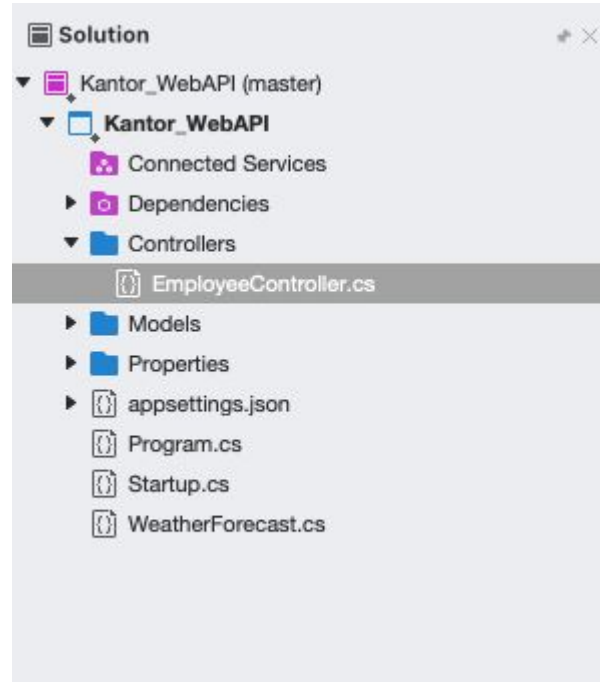 Solution
Kantor_WebAPI (master)
Kantor_WebAPI
Connected Services
Dependencies
Controllers
EmployeeController.cs
Models
Properties
appsettings.json
Program.cs
Startup.cs
WeatherForecast.cs